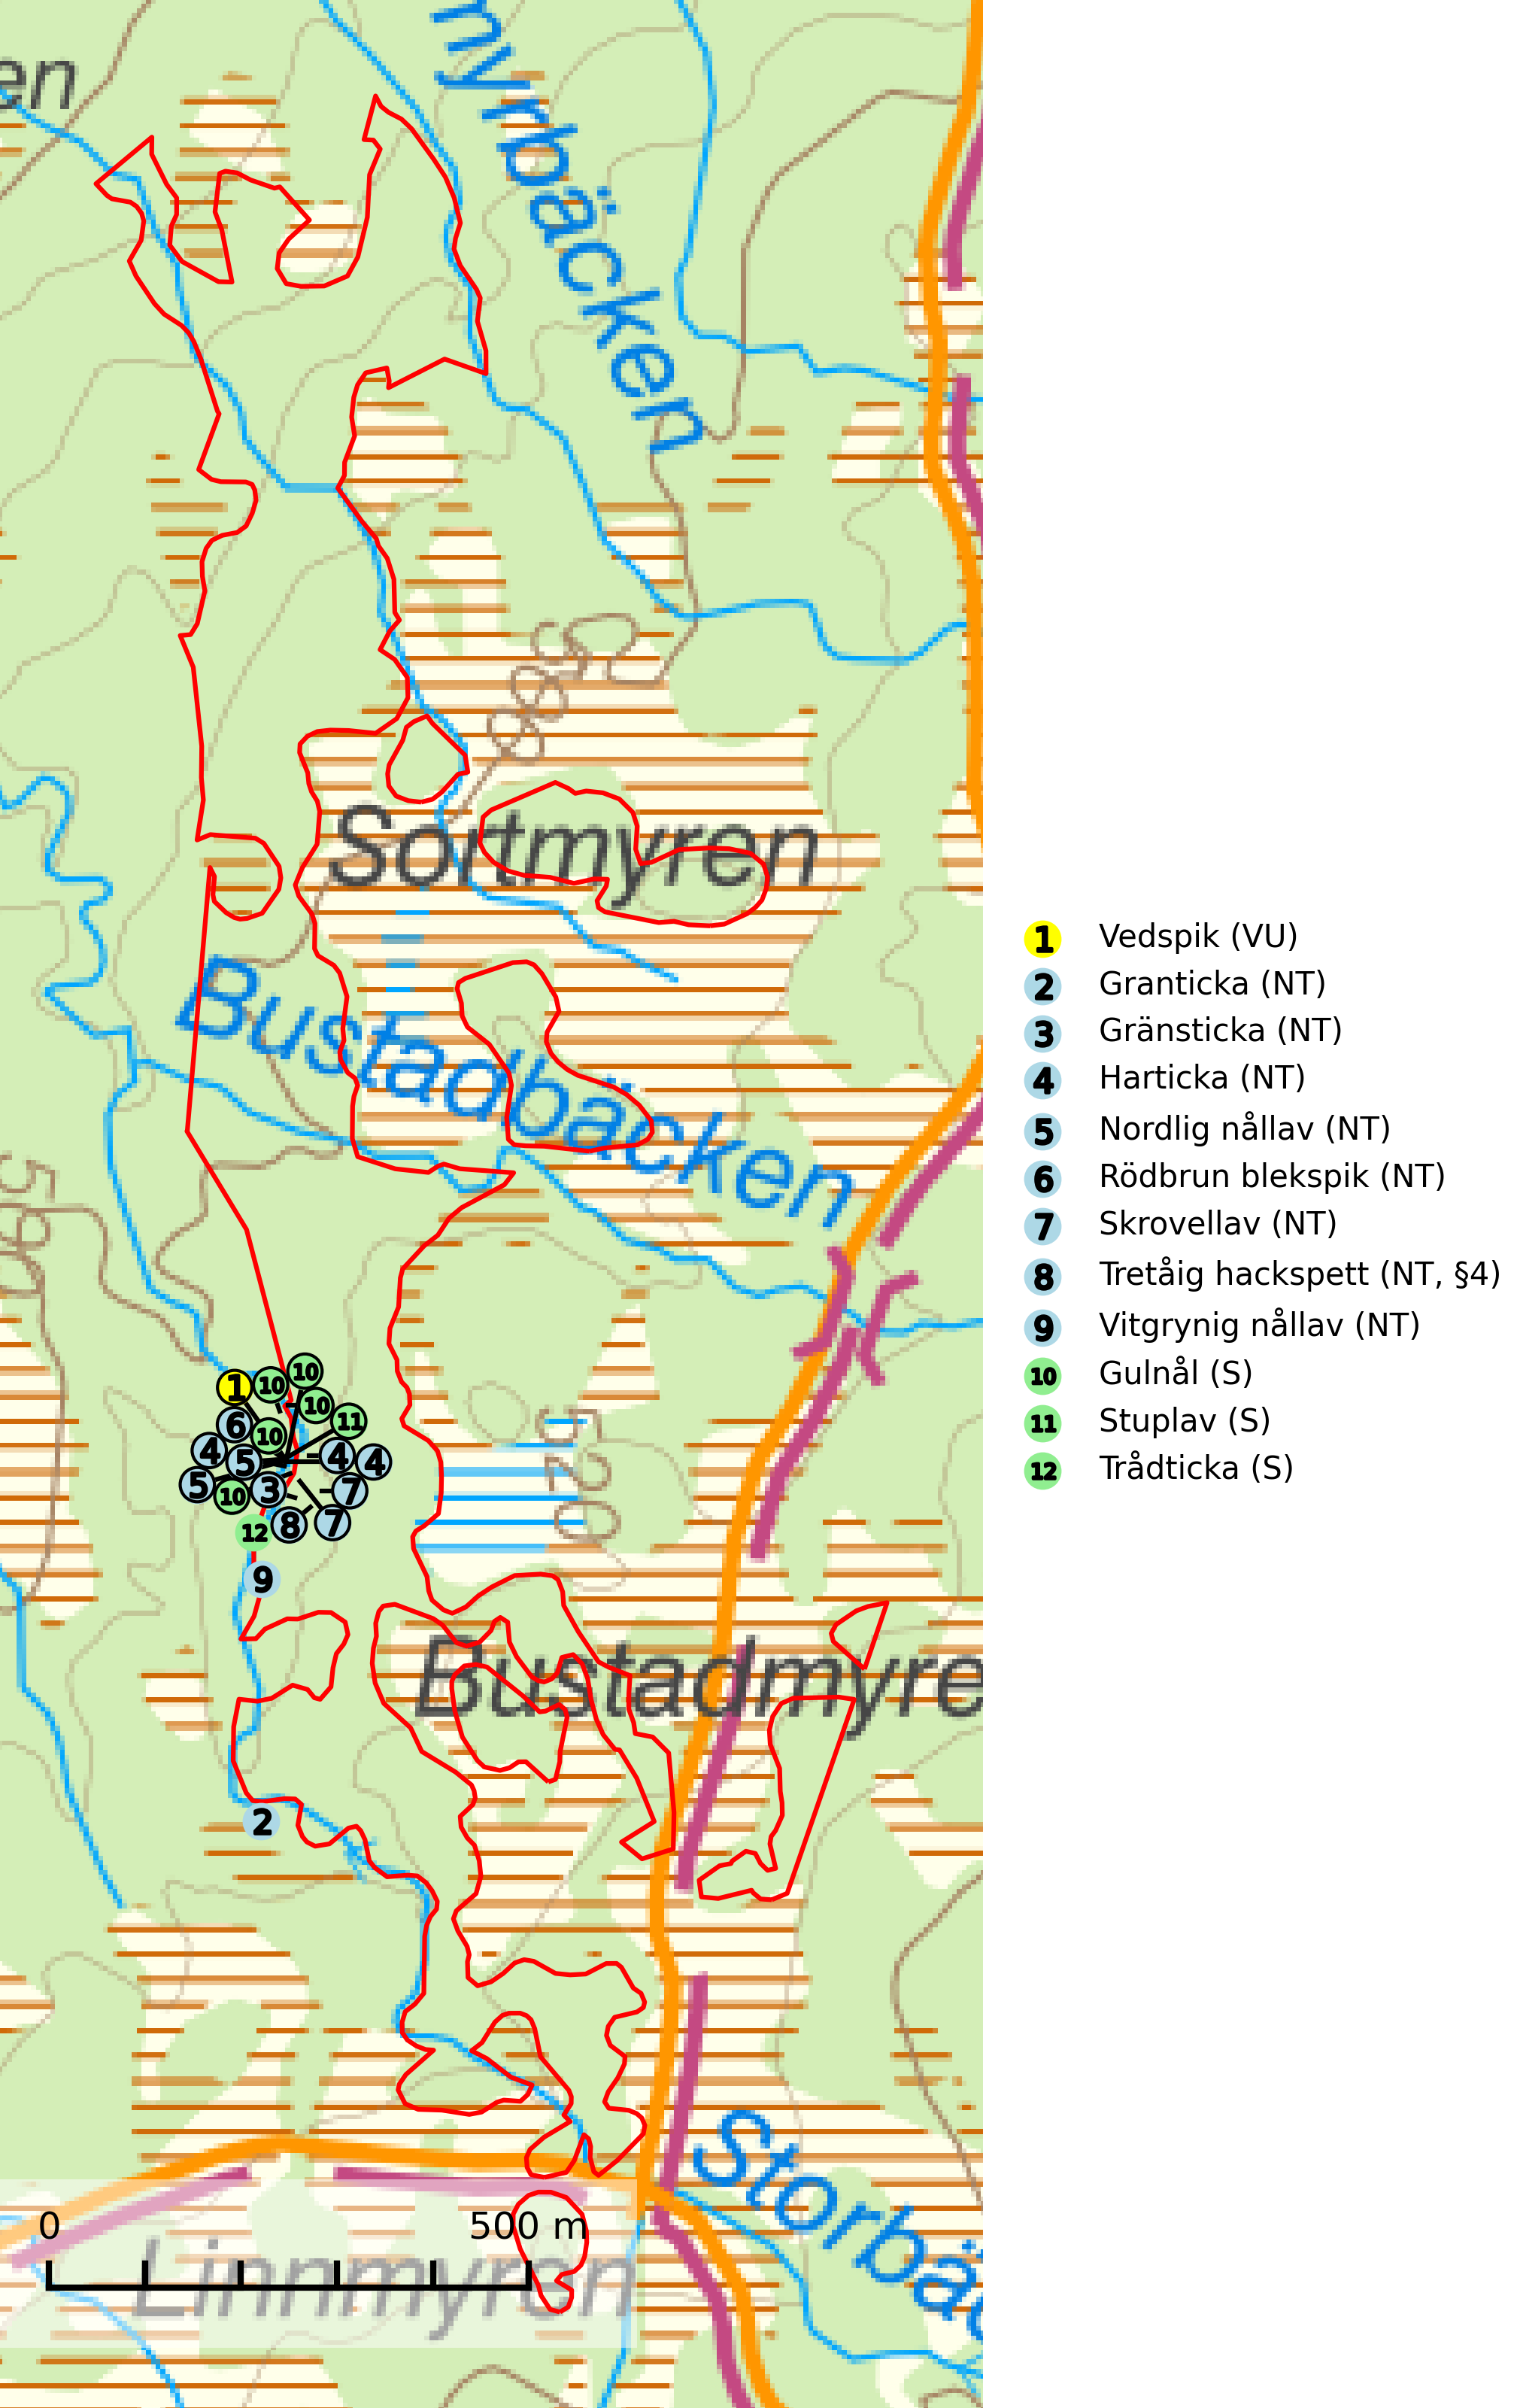 en
myrbäcken
580
Sortmyren
Bustadbäcken
1
10
10
10
6
10
11
4
5
4
4
5
10
3
7
12
8
7
9
520
Bustadmyre
2
Storbä
0
500 m
Linnmyren
1 Vedspik (VU)
2 Granticka (NT)
3 Gränsticka (NT)
4 Harticka (NT)
5 Nordlig nållav (NT)
6 Rödbrun blekspik (NT)
7 Skrovellav (NT)
8 Tretåig hackspett (NT, §4)
9 Vitgrynig nållav (NT)
10 Gulnål (S)
11 Stuplav (S)
12 Trådticka (S)